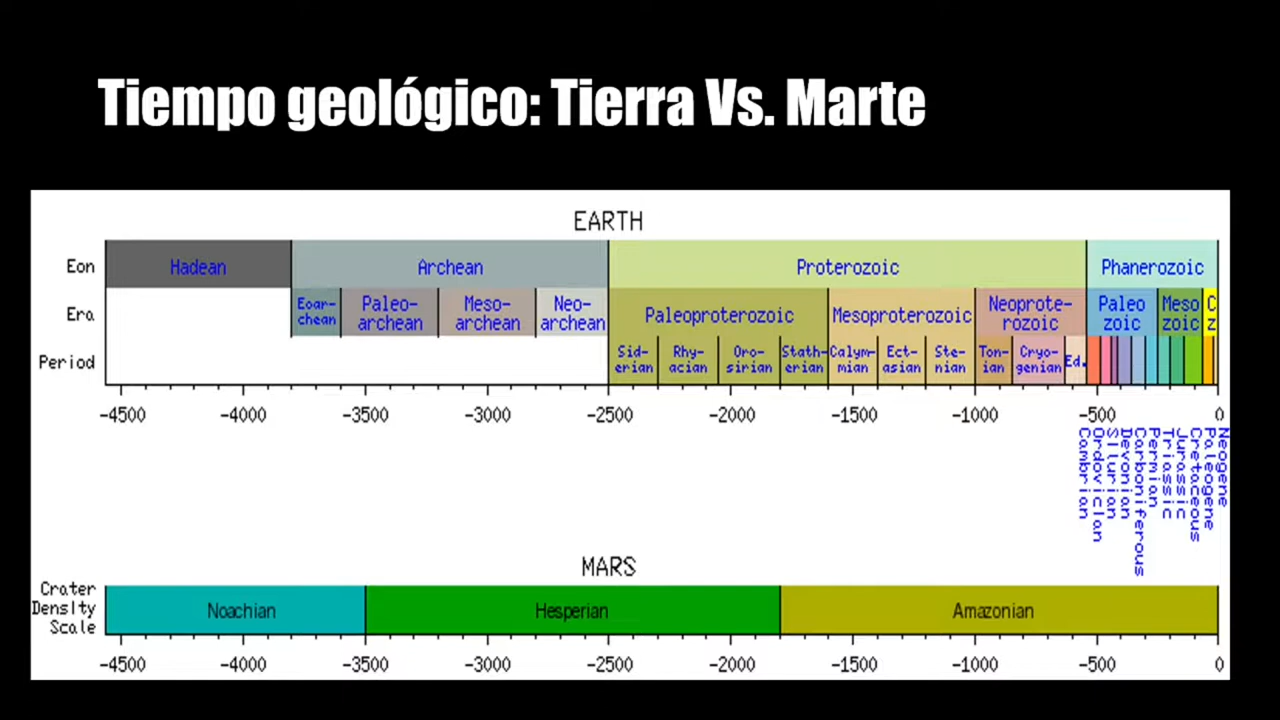 Tiempo geológico: Tierra Vs. Marte
EARTH
Eon Hadean Archean Proterozoic Phanerozoic
Era Eoar-
chean Paleo-
archean Meso-
archean Neo-
archean Paleoproterozoic Mesoproterozoic Neoprote-
rozoic Paleo
zoic Meso
zoic C
z
Period Sid-
erian Rhy-
acian Oro-
sirian Stath-
erian Calym-
mian Ect-
asian Ste-
nian Ton-
ian Cryo-
genian Ed.
-4500 -4000 -3500 -3000 -2500 -2000 -1500 -1000 -500 0
Cambrian
Ordovician
Silurian
Devonian
Carboniferous
Permian
Triassic
Jurassic
Cretaceous
Paleogene
Neogene
MARS
Crater
Density
Scale
Noachian Hesperian Amazonian
-4500 -4000 -3500 -3000 -2500 -2000 -1500 -1000 -500 0